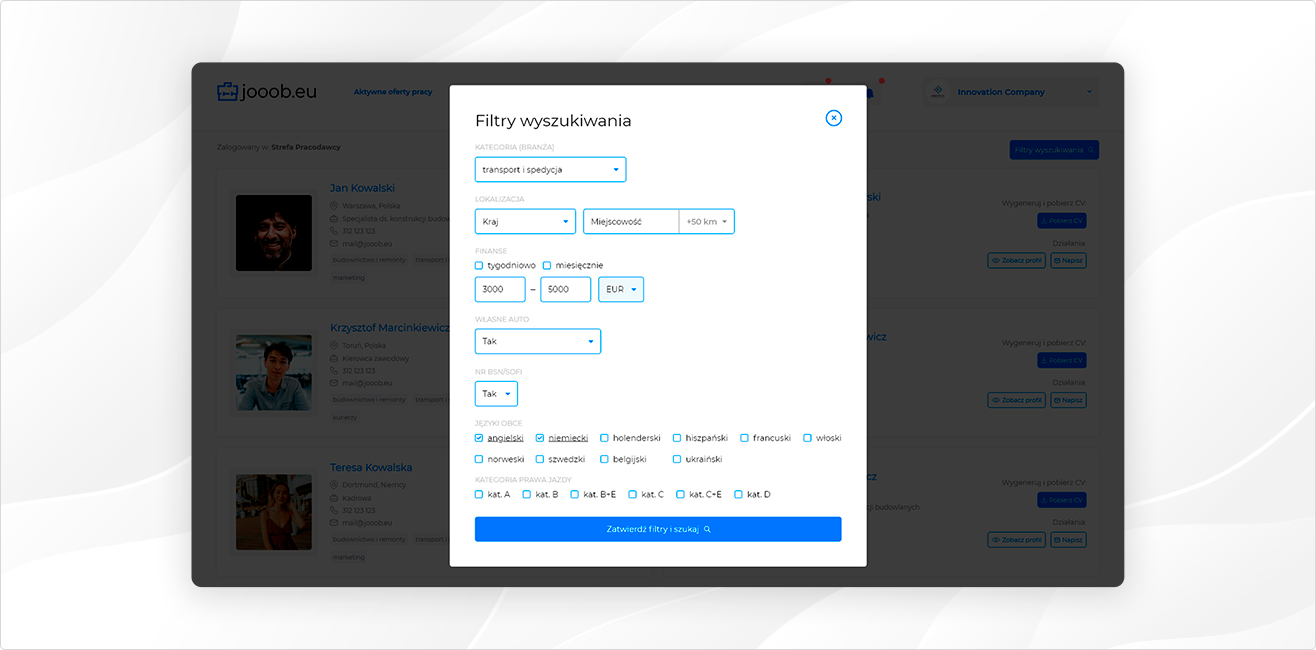 jooob.eu
Aktywne oferty pracy
Innovation Company
Zalogowany w: Strefa Pracodawcy
Filtry wyszukiwania
Filtry wyszukiwania
KATEGORIA (BRANŻA)
transport i spedycja
LOKALIZACJA
Kraj
Miejscowość
+50 km
FINANSE
tygodniowo
miesięcznie
3000 – 5000 EUR
WŁASNE AUTO
Tak
NR BSN/SOFI
Tak
JĘZYKI OBCE
angielski niemiecki holenderski hiszpański francuski włoski
norweski szwedzki belgijski ukraiński
KATEGORIA PRAWA JAZDY
kat. A kat. B kat. B+E kat. C kat. C+E kat. D
Zatwierdź filtry i szukaj
Jan Kowalski
Warszawa, Polska
Specjalista ds. konstrukcji
312 123 123
mail@jooob.eu
budownictwo i remonty
marketing
ski
Wygeneruj i pobierz CV:
Pobierz CV
Działania:
Zobacz profil
Napisz
Krzysztof Marcinkiewicz
Toruń, Polska
Kierowca zawodowy
312 123 123
mail@jooob.eu
budownictwo i remonty
kurierzy
wicz
Wygeneruj i pobierz CV:
Pobierz CV
Działania:
Zobacz profil
Napisz
Teresa Kowalska
Dortmund, Niemcy
Kadrowa
312 123 123
mail@jooob.eu
budownictwo i remonty
marketing
cz
cji budowlanych
Wygeneruj i pobierz CV:
Pobierz CV
Działania:
Zobacz profil
Napisz